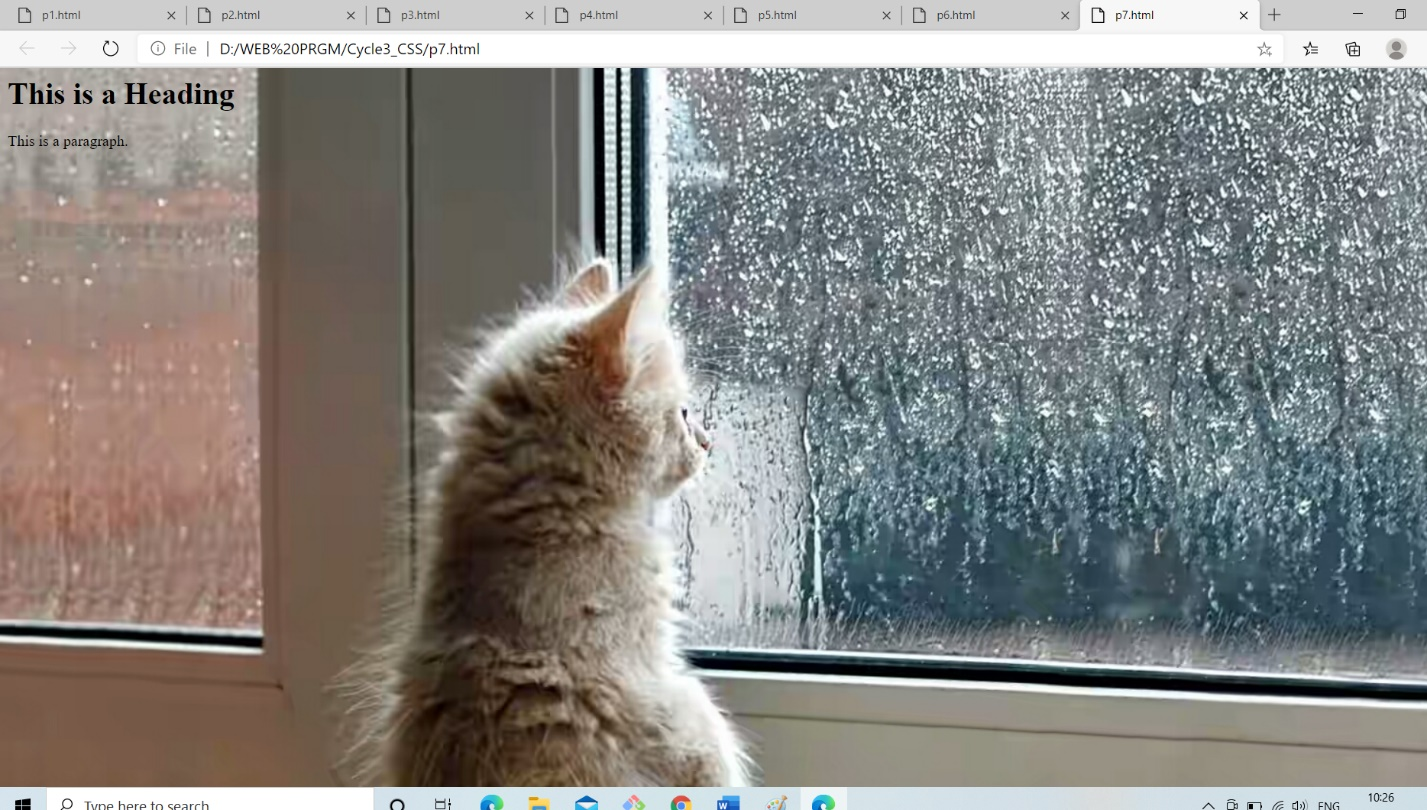 p1.html
p2.html
p3.html
p4.html
p5.html
p6.html
p7.html
File | D:/WEB%20PRGM/Cycle3_CSS/p7.html
This is a Heading
This is a paragraph.
Type here to search
ENG
10:26